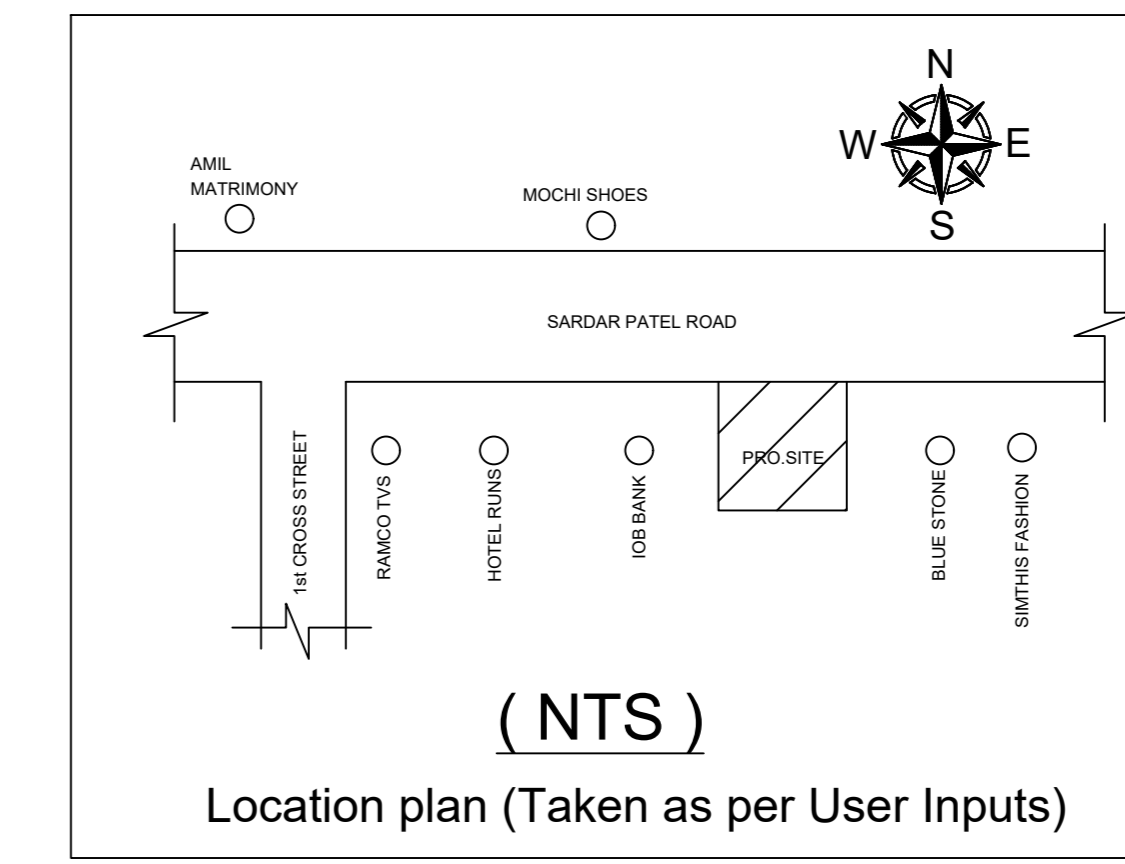 N
W
E
S
AMIL
MATRIMONY
MOCHI SHOES
SARDAR PATEL ROAD
1st CROSS STREET
RAMCO TVS
HOTEL RUNS
IOB BANK
PRO.SITE
BLUE STONE
SIMTHIS FASHION
( NTS )
Location plan (Taken as per User Inputs)